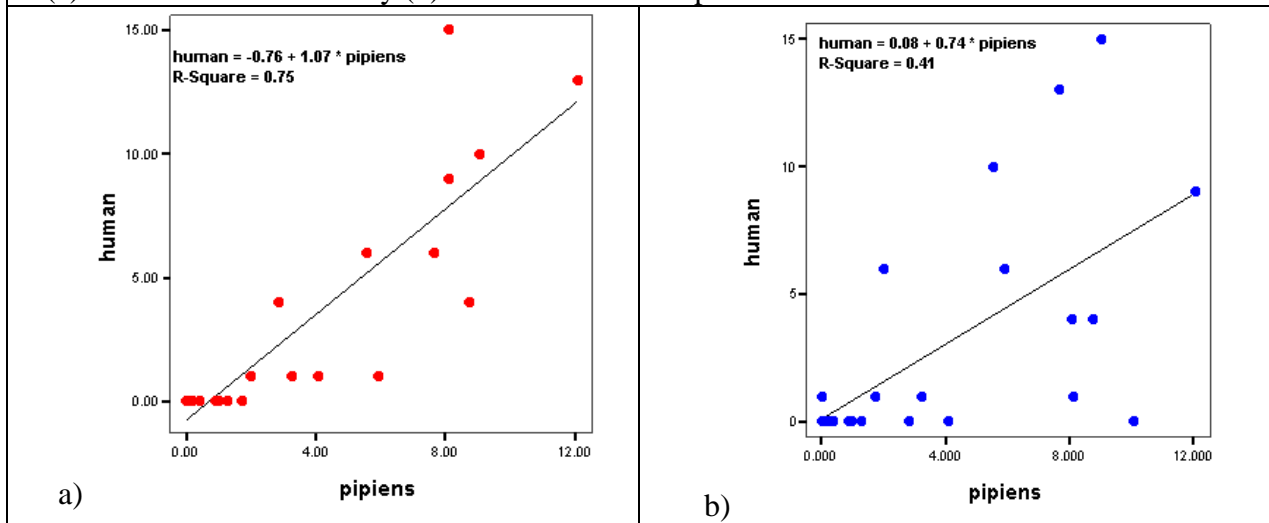 human = -0.76 + 1.07 * pipiens
R-Square = 0.75
15.00
10.00
5.00
0.00
human
0.00 4.00 8.00 12.00
pipiens
a)
human = 0.08 + 0.74 * pipiens
R-Square = 0.41
15
10
5
0
human
0.000 4.000 8.000 12.000
pipiens
b)